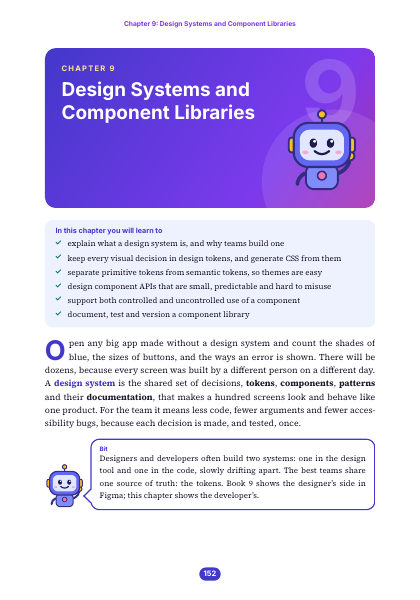 Chapter 9: Design Systems and Component Libraries
CHAPTER 9
9
Design Systems and
Component Libraries
In this chapter you will learn to
✓ explain what a design system is, and why teams build one
✓ keep every visual decision in design tokens, and generate CSS from them
✓ separate primitive tokens from semantic tokens, so themes are easy
✓ design component APIs that are small, predictable and hard to misuse
✓ support both controlled and uncontrolled use of a component
✓ document, test and version a component library
Open any big app made without a design system and count the shades of
blue, the sizes of buttons, and the ways an error is shown. There will be
dozens, because every screen was built by a different person on a different day.
A design system is the shared set of decisions, tokens, components, patterns
and their documentation, that makes a hundred screens look and behave like
one product. For the team it means less code, fewer arguments and fewer acces-
sibility bugs, because each decision is made, and tested, once.
Bit
Designers and developers often build two systems: one in the design
tool and one in the code, slowly drifting apart. The best teams share
one source of truth: the tokens. Book 9 shows the designer's side in
Figma; this chapter shows the developer's.
152